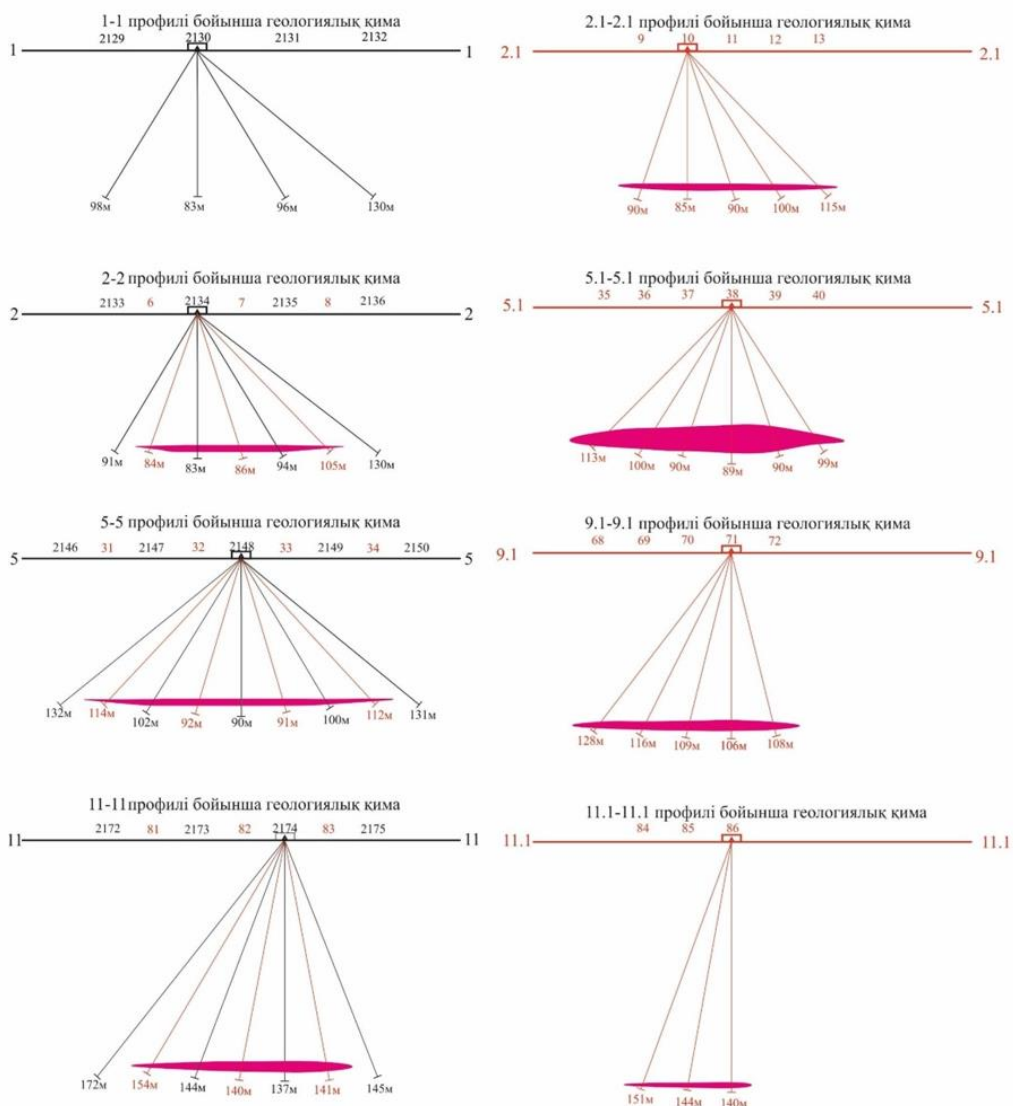 1-1 профилі бойынша геологиялық қима
2129 2130 2131 2132
1 1
98м 83м 96м 130м
2.1-2.1 профилі бойынша геологиялық қима
9 10 11 12 13
2.1 2.1
90м 85м 90м 100м 115м
2-2 профилі бойынша геологиялық қима
2133 6 2134 7 2135 8 2136
2 2
91м 84м 83м 86м 94м 105м 130м
5.1-5.1 профилі бойынша геологиялық қима
35 36 37 38 39 40
5.1 5.1
113м 100м 90м 89м 90м 99м
5-5 профилі бойынша геологиялық қима
2146 31 2147 32 2148 33 2149 34 2150
5 5
132м 114м 102м 92м 90м 91м 100м 112м 131м
9.1-9.1 профилі бойынша геологиялық қима
68 69 70 71 72
9.1 9.1
128м 116м 109м 106м 108м
11-11профилі бойынша геологиялық қима
2172 81 2173 82 2174 83 2175
11 11
172м 154м 144м 140м 137м 141м 145м
11.1-11.1 профилі бойынша геологиялық қима
84 85 86
11.1 11.1
151м 144м 140м